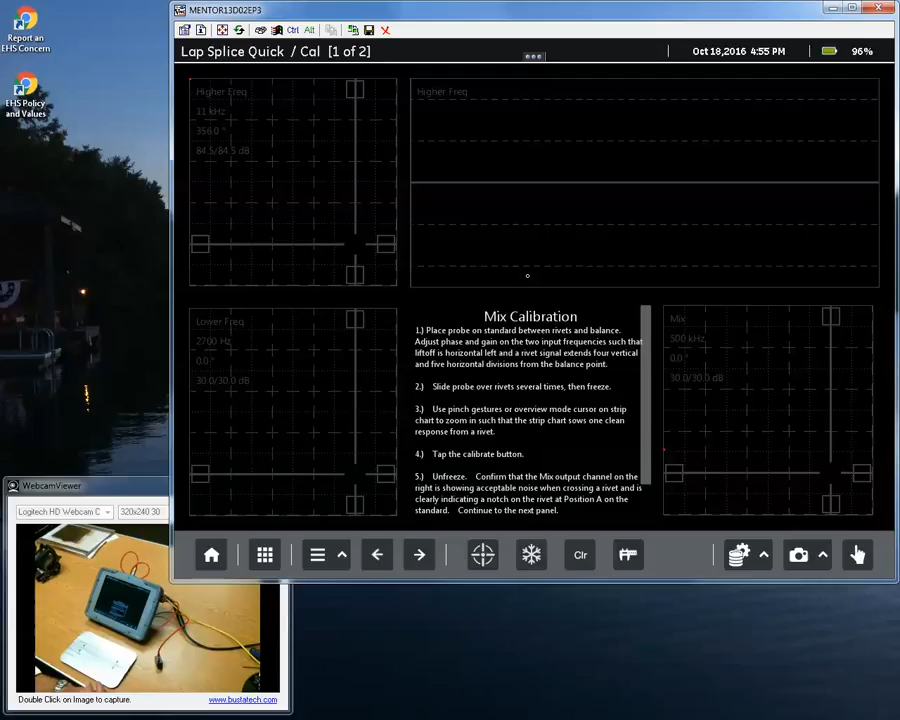 Report an
EHS Concern
EHS Policy
and Values
MENTOR13D02EP3
Ctrl Alt
Lap Splice Quick / Cal [1 of 2]
Oct 18,2016 4:55 PM
96%
Higher Freq
11 kHz
356.0 °
84.5/84.5 dB
Higher Freq
Lower Freq
2700 Hz
0.0 °
30.0/30.0 dB
Mix Calibration
1.) Place probe on standard between rivets and balance.
Adjust phase and gain on the two input frequencies such that
liftoff is horizontal left and a rivet signal extends four vertical
and five horizontal divisions from the balance point.
2.) Slide probe over rivets several times, then freeze.
3.) Use pinch gestures or overview mode cursor on strip
chart to zoom in such that the strip chart sows one clean
response from a rivet.
4.) Tap the calibrate button.
5.) Unfreeze. Confirm that the Mix output channel on the
right is showing acceptable noise when crossing a rivet and is
clearly indicating a notch on the rivet at Position A on the
standard. Continue to the next panel.
Mix
500 kHz
0.0 °
30.0/30.0 dB
Clr
WebcamViewer
Logitech HD Webcam C
320x240 30
Double Click on Image to capture.
www.bustatech.com